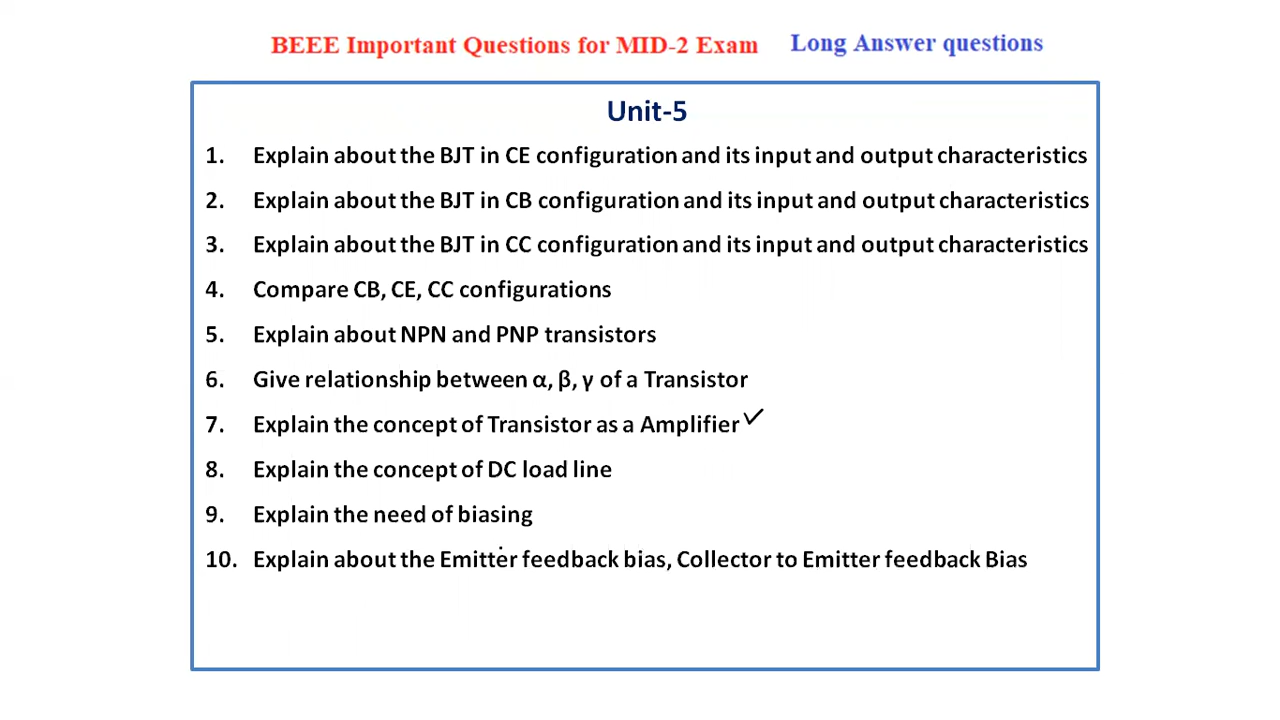 BEEE Important Questions for MID-2 Exam Long Answer questions
Unit-5
1. Explain about the BJT in CE configuration and its input and output characteristics
2. Explain about the BJT in CB configuration and its input and output characteristics
3. Explain about the BJT in CC configuration and its input and output characteristics
4. Compare CB, CE, CC configurations
5. Explain about NPN and PNP transistors
6. Give relationship between α, β, γ of a Transistor
7. Explain the concept of Transistor as a Amplifier ✓
8. Explain the concept of DC load line
9. Explain the need of biasing
10. Explain about the Emitter feedback bias, Collector to Emitter feedback Bias